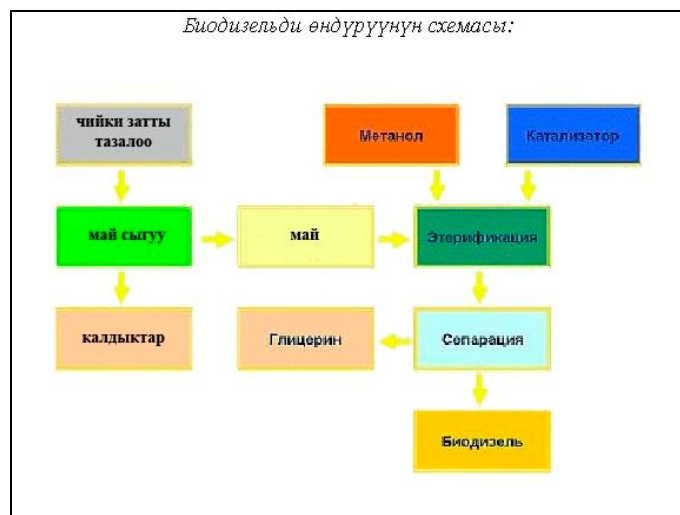 Биодизельди өндүрүүнүн схемасы:
чийки затты
тазалоо
Метанол
Катализатор
май сыгуу
май
Этерификация
калдыктар
Глицерин
Сепарация
Биодизель